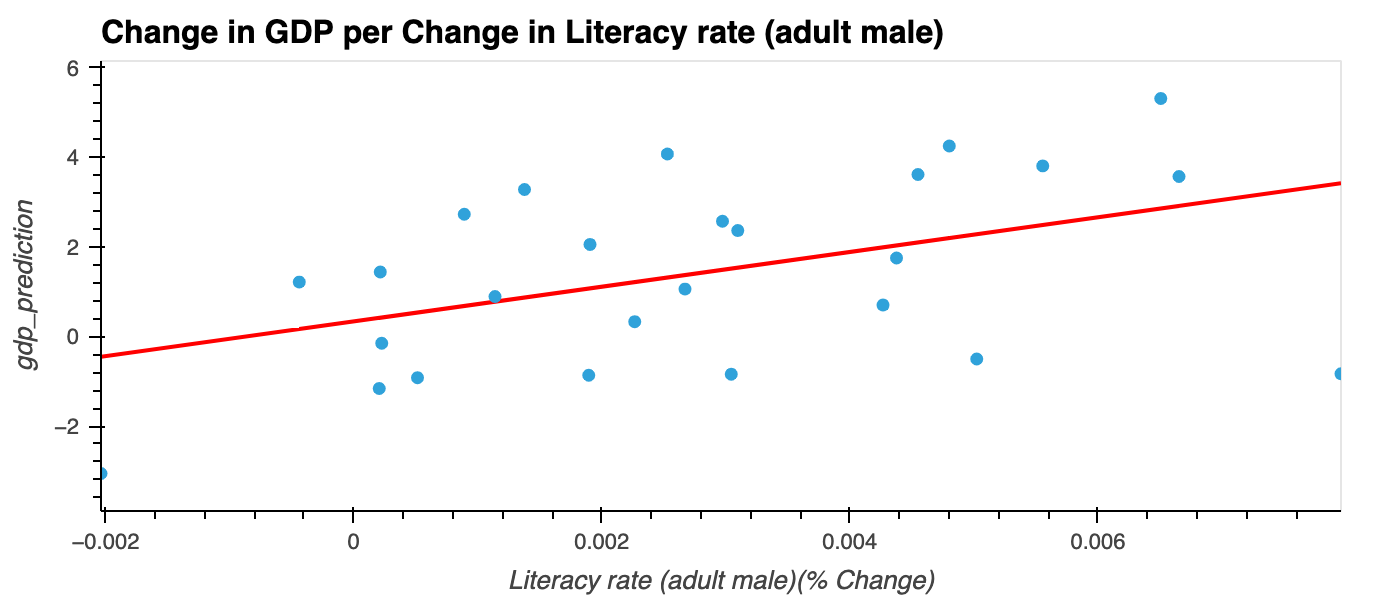 Change in GDP per Change in Literacy rate (adult male)
6
4
2
0
−2
gdp_prediction
−0.002 0 0.002 0.004 0.006
Literacy rate (adult male)(% Change)